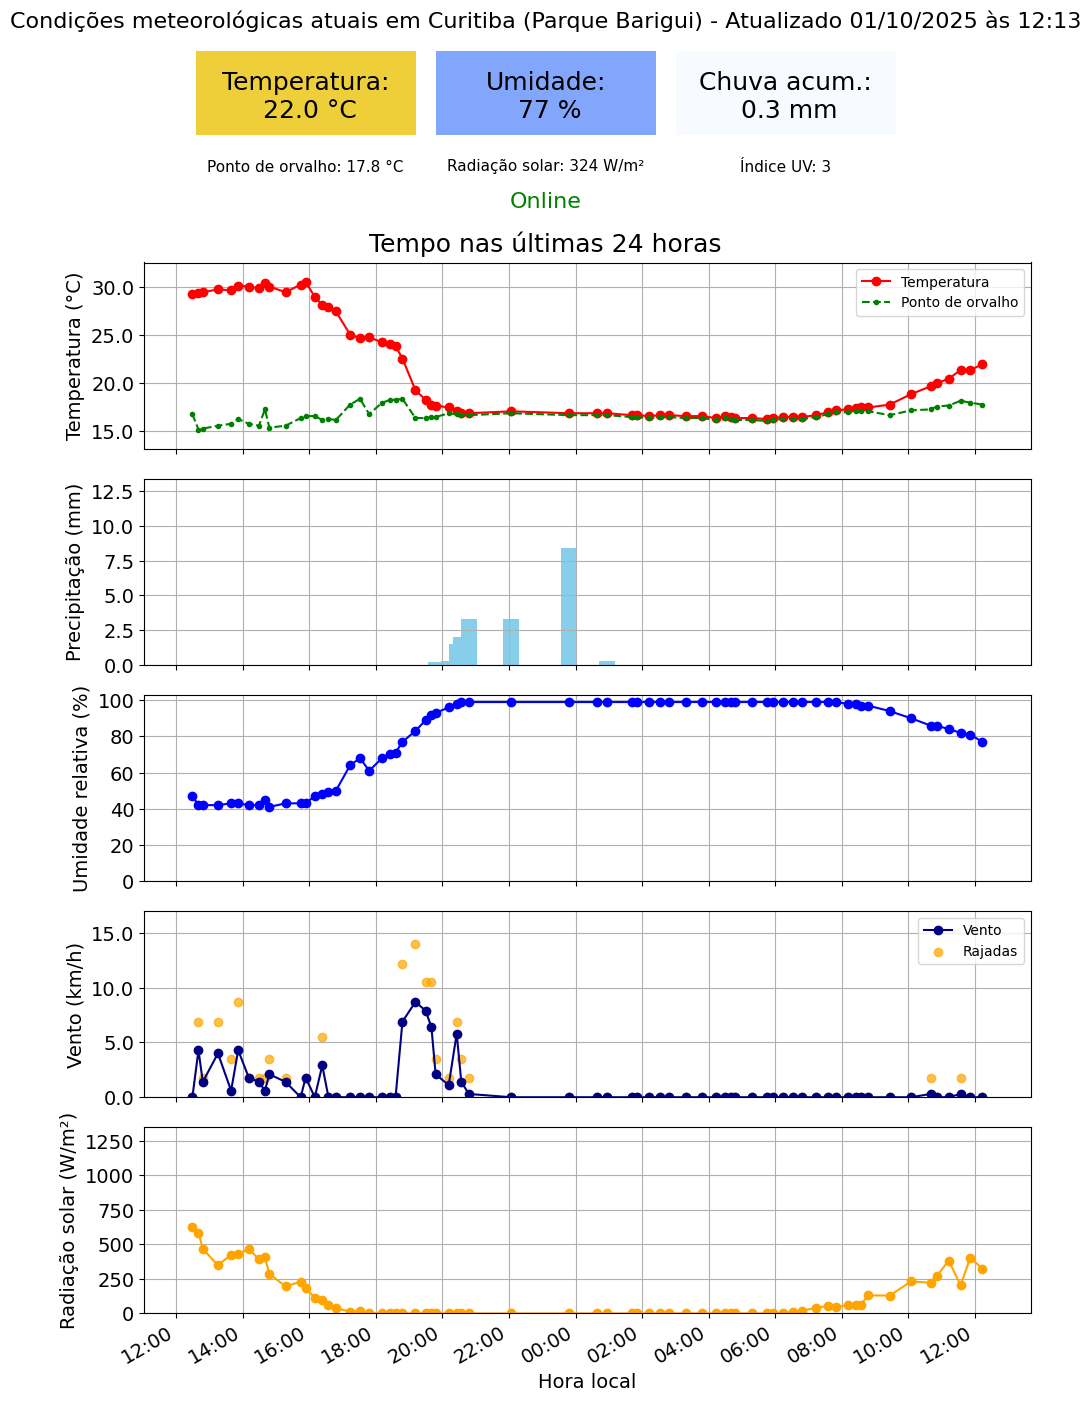 Condições meteorológicas atuais em Curitiba (Parque Barigui) - Atualizado 01/10/2025 às 12:13
Temperatura:
22.0 °C
Umidade:
77 %
Chuva acum.:
0.3 mm
Ponto de orvalho: 17.8 °C
Radiação solar: 324 W/m²
Índice UV: 3
Online
Tempo nas últimas 24 horas
Temperatura (°C)
30.0
25.0
20.0
15.0
Temperatura
Ponto de orvalho
Precipitação (mm)
12.5
10.0
7.5
5.0
2.5
0.0
Umidade relativa (%)
100
80
60
40
20
0
Vento (km/h)
15.0
10.0
5.0
0.0
Vento
Rajadas
Radiação solar (W/m²)
1250
1000
750
500
250
0
12:00 14:00 16:00 18:00 20:00 22:00 00:00 02:00 04:00 06:00 08:00 10:00 12:00
Hora local